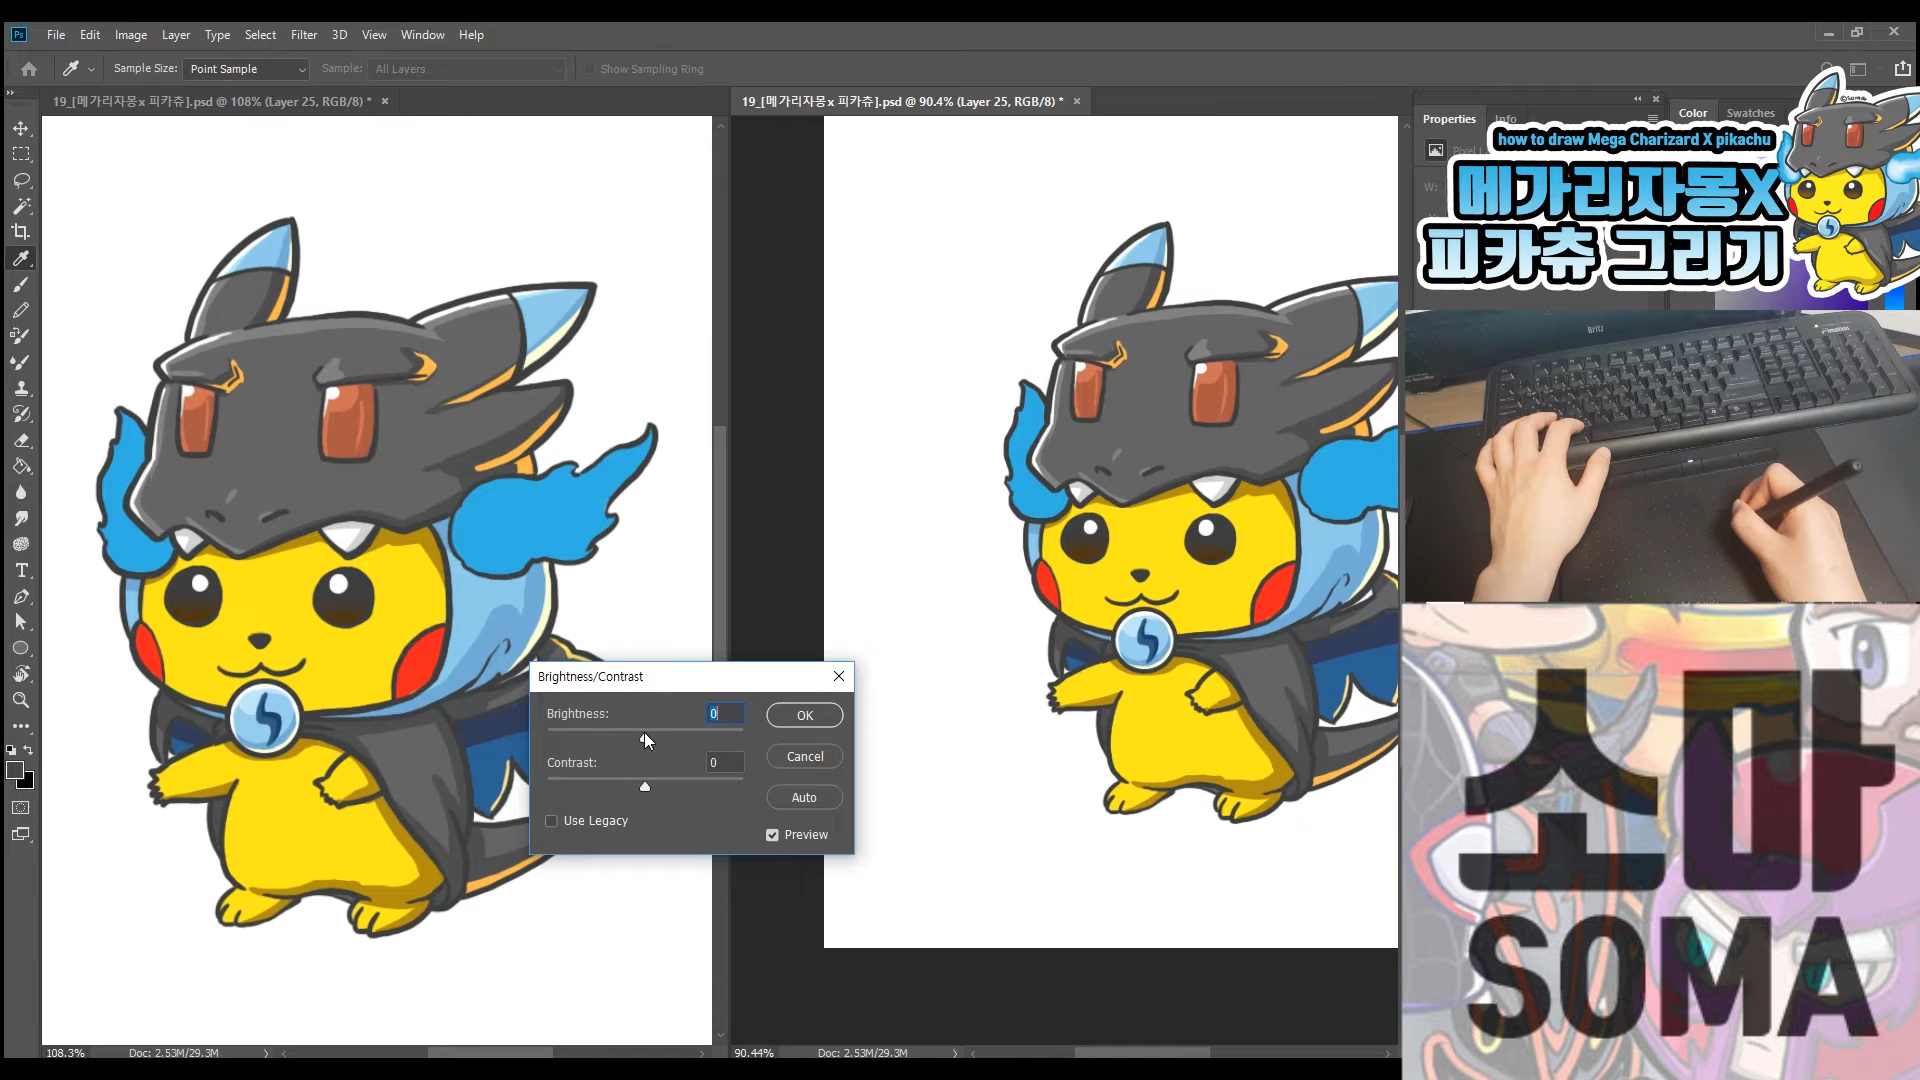 Ps File Edit Image Layer Type Select Filter 3D View Window Help
Sample Size: Point Sample Sample: All Layers Show Sampling Ring
19_[메가리자몽x 피카츄].psd @ 108% (Layer 25, RGB/8) *
19_[메가리자몽x 피카츄].psd @ 90.4% (Layer 25, RGB/8) *
Properties Info
Color Swatches
©Soma
how to draw Mega Charizard X pikachu
W:
메가리자몽X
피카츄 그리기
Britz
imation
Brightness/Contrast
Brightness: 0
OK
Contrast: 0
Cancel
Auto
Use Legacy
Preview
소마
SOMA
108.3% Doc: 2.53M/29.3M
90.44% Doc: 2.53M/29.3M